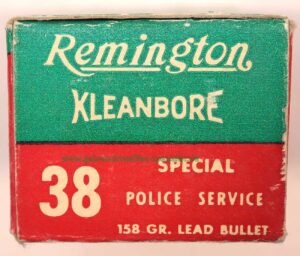 Remington
KLEANBORE
38
SPECIAL
POLICE SERVICE
158 GR. LEAD BULLET